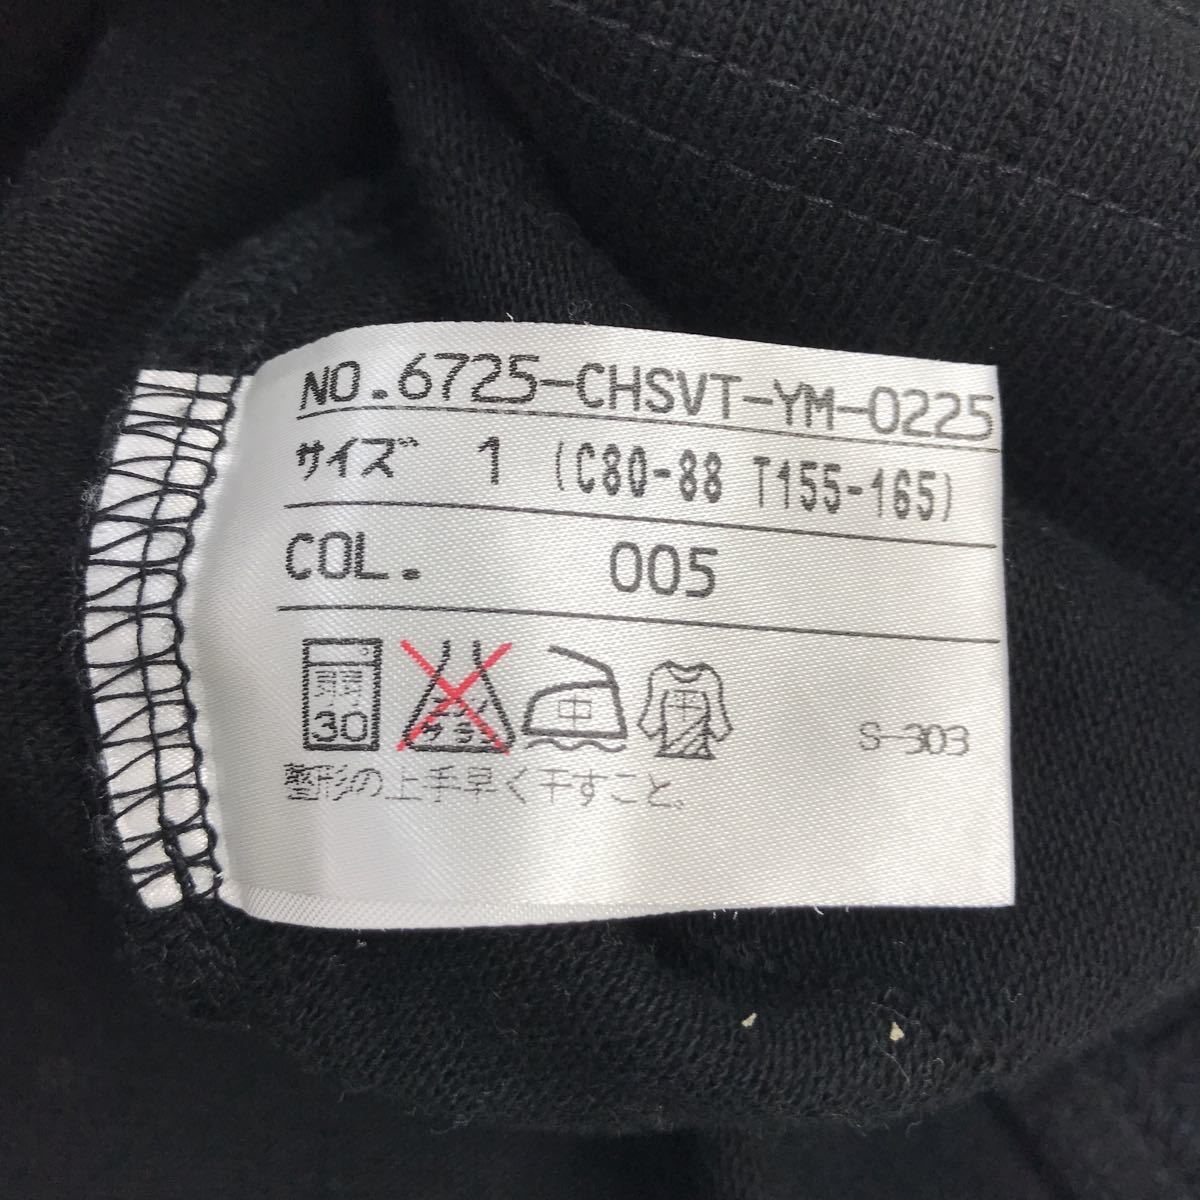 NO.6725-CHSVT-YM-0225
サイズ 1 (C80-88 T155-165)
COL. 005
30
中
中
S-303
整形の上手早く干すこと。